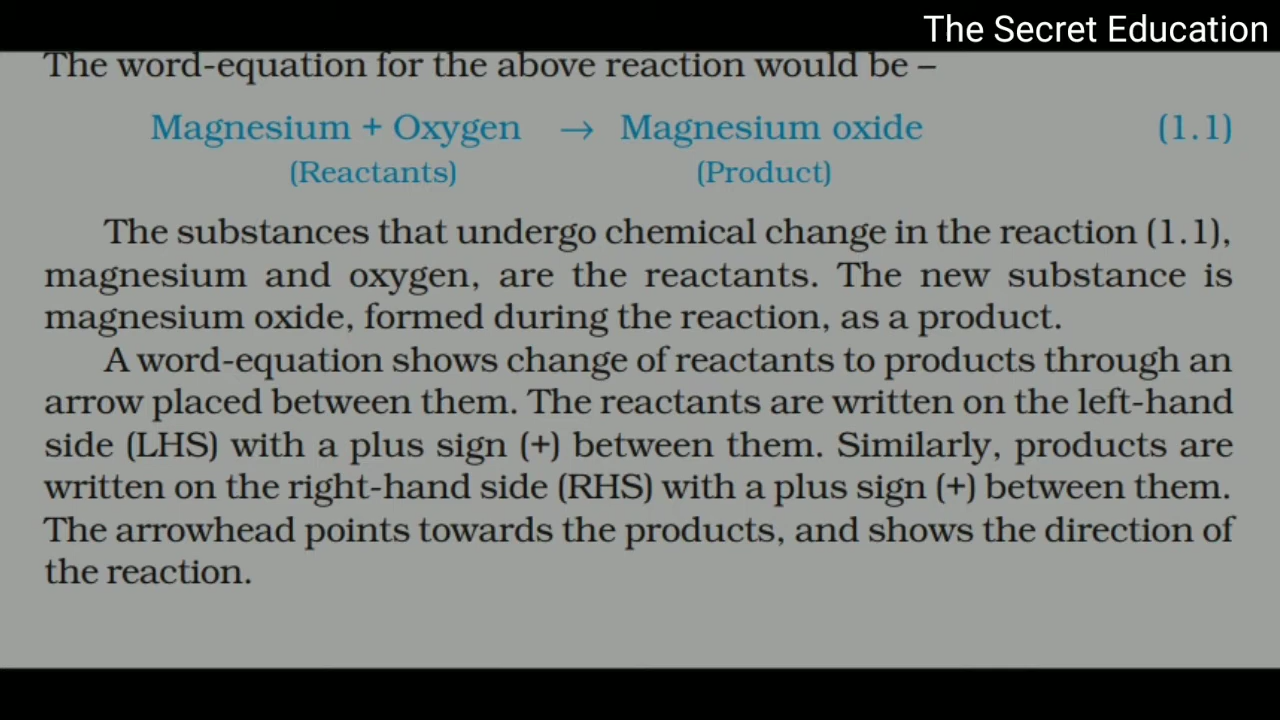 The Secret Education
The word-equation for the above reaction would be –
Magnesium + Oxygen → Magnesium oxide (1.1)
(Reactants) (Product)
The substances that undergo chemical change in the reaction (1.1),
magnesium and oxygen, are the reactants. The new substance is
magnesium oxide, formed during the reaction, as a product.
A word-equation shows change of reactants to products through an
arrow placed between them. The reactants are written on the left-hand
side (LHS) with a plus sign (+) between them. Similarly, products are
written on the right-hand side (RHS) with a plus sign (+) between them.
The arrowhead points towards the products, and shows the direction of
the reaction.